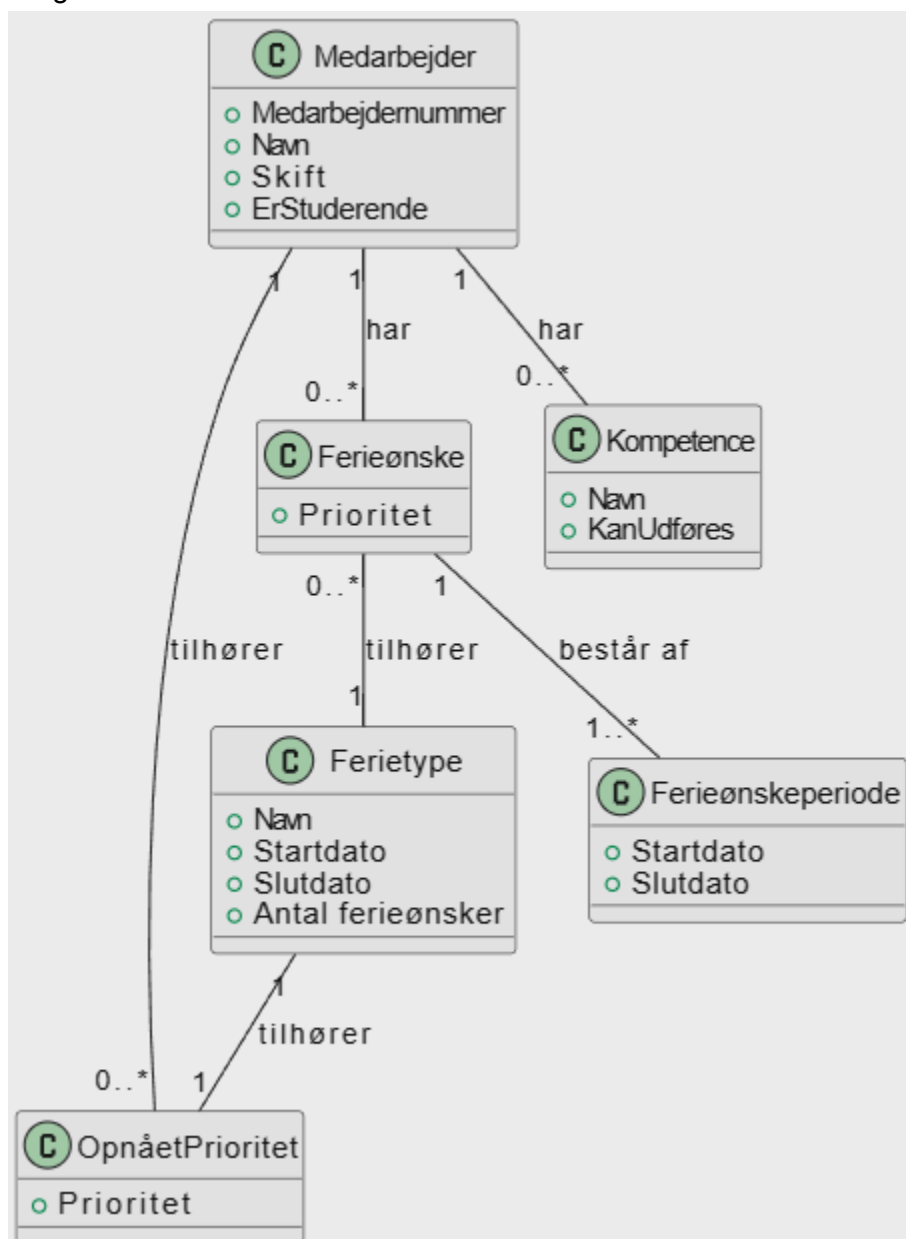 Medarbejder
Medarbejdernummer
Navn
Skift
ErStuderende
1 1 1
har har
0..* 0..*
C Ferieønske
C Kompetence
Prioritet
Navn
KanUdføres
0..* 1
tilhører tilhører består af
1 1..*
C Ferietype
C Ferieønskeperiode
Navn
Startdato
Slutdato
Antal ferieønsker
Startdato
Slutdato
1
tilhører
0..* 1
C OpnåetPrioritet
Prioritet